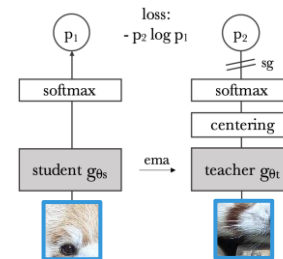 loss:
- p₂ log p₁
p₁
p₂
sg
softmax
softmax
centering
student gθs
ema
teacher gθt